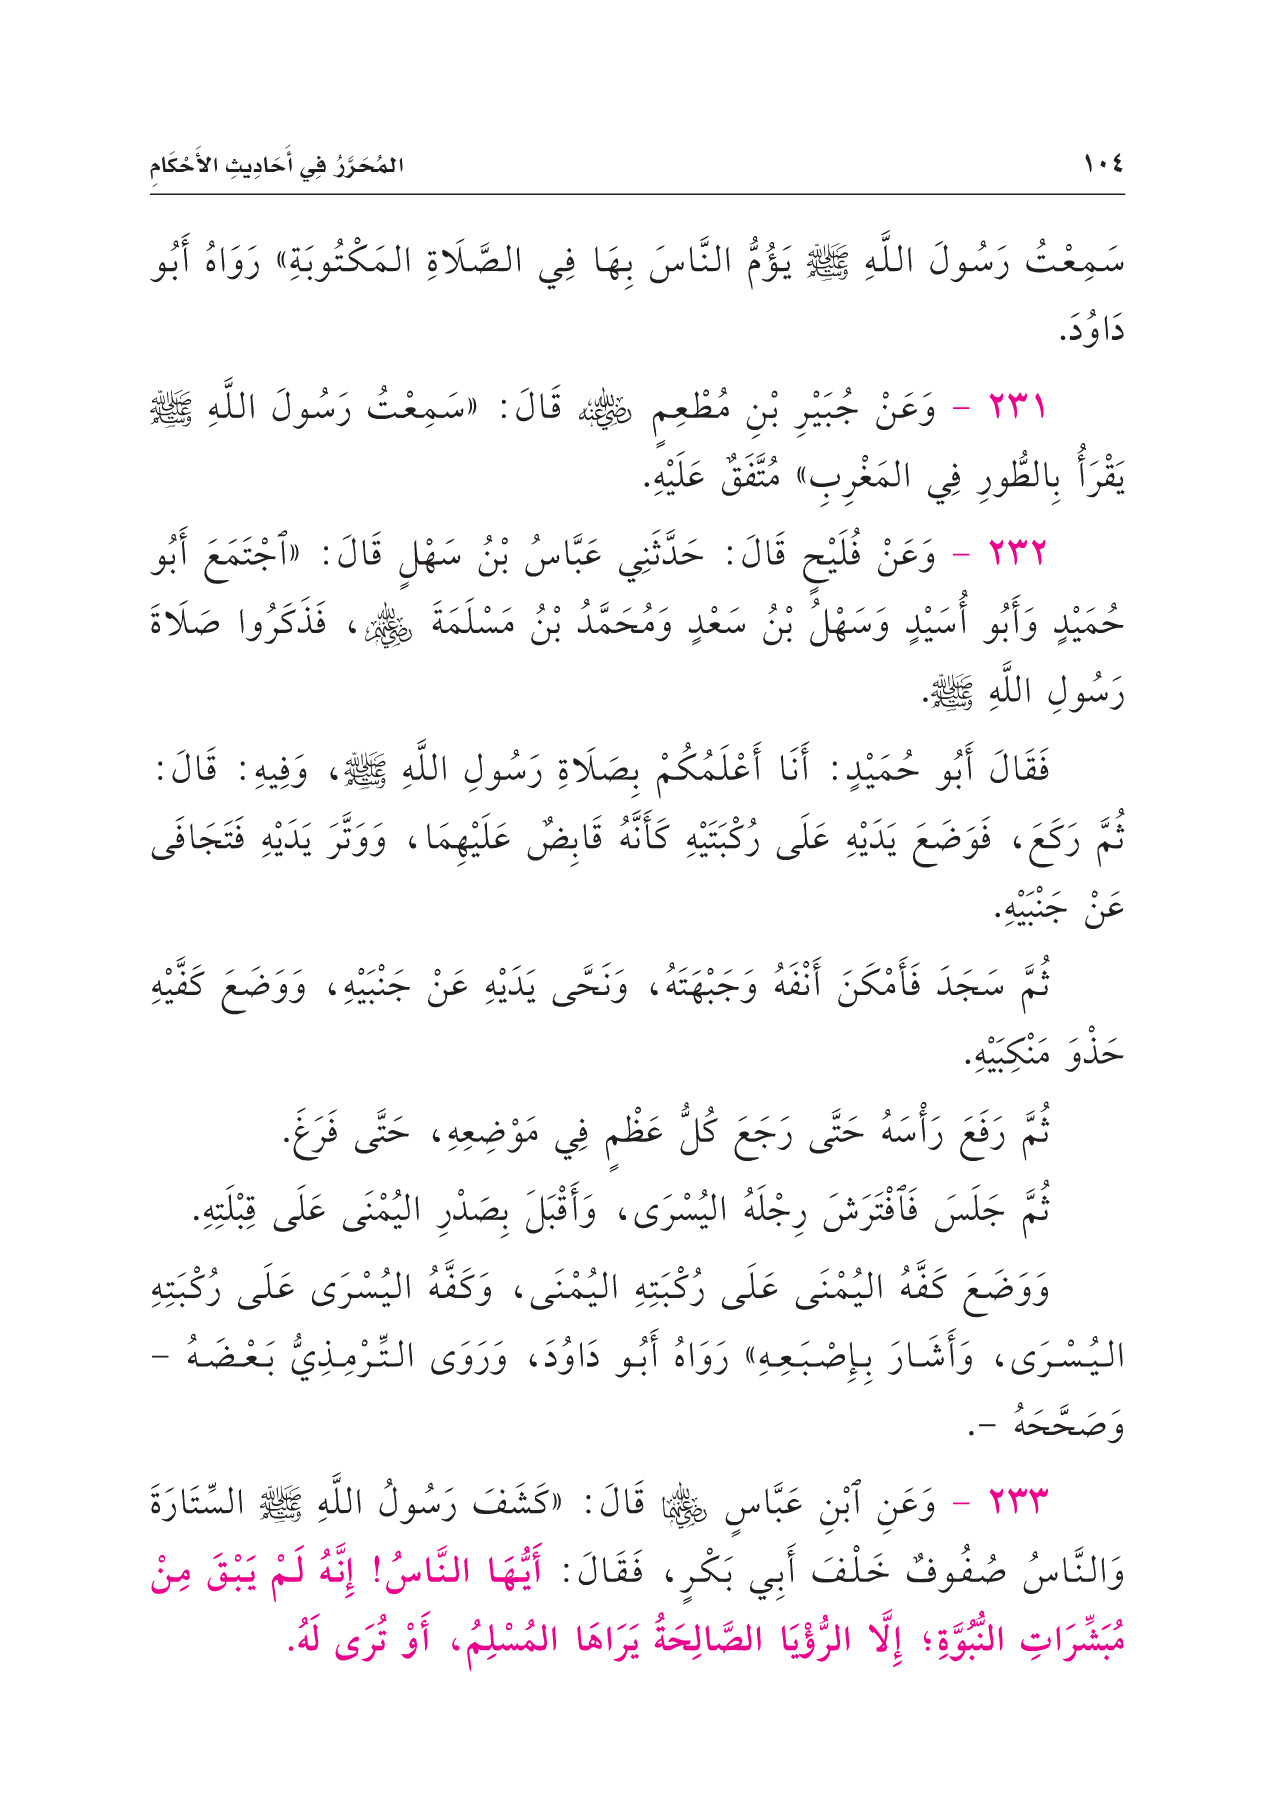 ١٠٤ المُحَرَّرُ فِي أَحَادِيثِ الأَحْكَامِ
سَمِعْتُ رَسُولَ اللَّهِ ﷺ يَؤُمُّ النَّاسَ بِهَا فِي الصَّلَاةِ المَكْتُوبَةِ» رَوَاهُ أَبُو
دَاوُدَ.
٢٣١ - وَعَنْ جُبَيْرِ بْنِ مُطْعِمٍ رضي الله عنه قَالَ: «سَمِعْتُ رَسُولَ اللَّهِ ﷺ
يَقْرَأُ بِالطُّورِ فِي المَغْرِبِ» مُتَّفَقٌ عَلَيْهِ.
٢٣٢ - وَعَنْ فُلَيْحٍ قَالَ: حَدَّثَنِي عَبَّاسُ بْنُ سَهْلٍ قَالَ: «ٱجْتَمَعَ أَبُو
حُمَيْدٍ وَأَبُو أُسَيْدٍ وَسَهْلُ بْنُ سَعْدٍ وَمُحَمَّدُ بْنُ مَسْلَمَةَ رضي الله عنهم، فَذَكَرُوا صَلَاةَ
رَسُولِ اللَّهِ ﷺ.
فَقَالَ أَبُو حُمَيْدٍ: أَنَا أَعْلَمُكُمْ بِصَلَاةِ رَسُولِ اللَّهِ ﷺ، وَفِيهِ: قَالَ:
ثُمَّ رَكَعَ، فَوَضَعَ يَدَيْهِ عَلَى رُكْبَتَيْهِ كَأَنَّهُ قَابِضٌ عَلَيْهِمَا، وَوَتَّرَ يَدَيْهِ فَتَجَافَى
عَنْ جَنْبَيْهِ.
ثُمَّ سَجَدَ فَأَمْكَنَ أَنْفَهُ وَجَبْهَتَهُ، وَنَحَّى يَدَيْهِ عَنْ جَنْبَيْهِ، وَوَضَعَ كَفَّيْهِ
حَذْوَ مَنْكِبَيْهِ.
ثُمَّ رَفَعَ رَأْسَهُ حَتَّى رَجَعَ كُلُّ عَظْمٍ فِي مَوْضِعِهِ، حَتَّى فَرَغَ.
ثُمَّ جَلَسَ فَٱفْتَرَشَ رِجْلَهُ اليُسْرَى، وَأَقْبَلَ بِصَدْرِ اليُمْنَى عَلَى قِبْلَتِهِ.
وَوَضَعَ كَفَّهُ اليُمْنَى عَلَى رُكْبَتِهِ اليُمْنَى، وَكَفَّهُ اليُسْرَى عَلَى رُكْبَتِهِ
اليُسْرَى، وَأَشَارَ بِإِصْبَعِهِ» رَوَاهُ أَبُو دَاوُدَ، وَرَوَى التِّرْمِذِيُّ بَعْضَهُ -
وَصَحَّحَهُ -.
٢٣٣ - وَعَنِ ٱبْنِ عَبَّاسٍ رضي الله عنهما قَالَ: «كَشَفَ رَسُولُ اللَّهِ ﷺ السِّتَارَةَ
وَالنَّاسُ صُفُوفٌ خَلْفَ أَبِي بَكْرٍ، فَقَالَ: أَيُّهَا النَّاسُ! إِنَّهُ لَمْ يَبْقَ مِنْ
مُبَشِّرَاتِ النُّبُوَّةِ؛ إِلَّا الرُّؤْيَا الصَّالِحَةُ يَرَاهَا المُسْلِمُ، أَوْ تُرَى لَهُ.